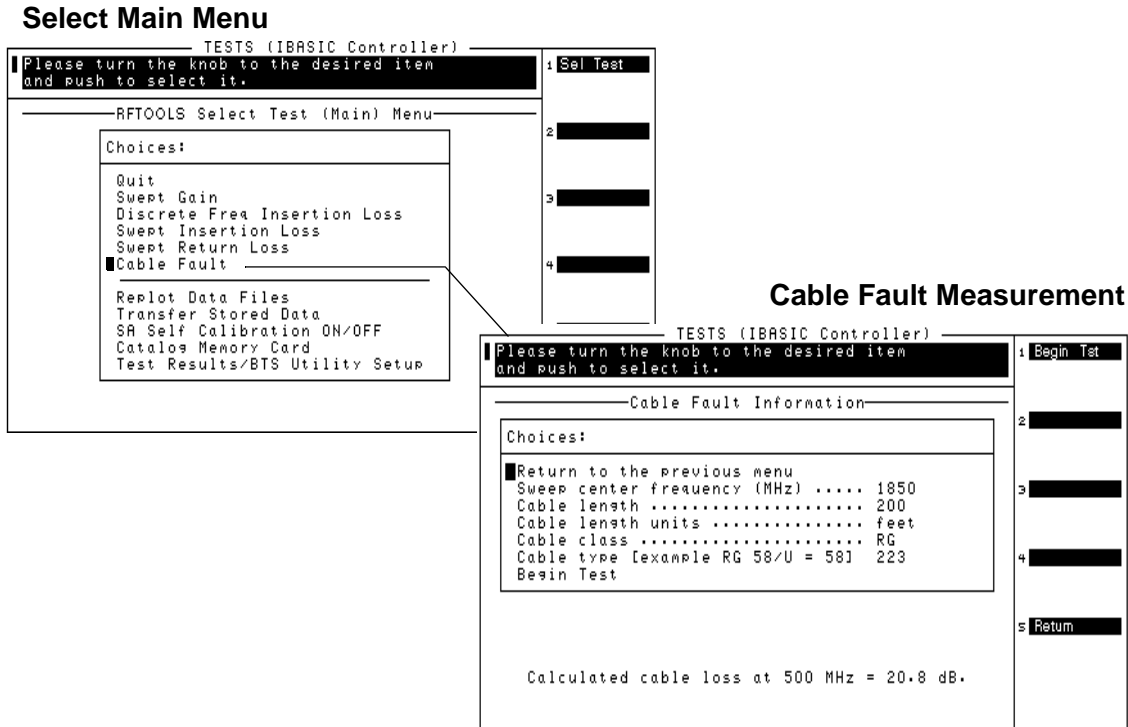 Select Main Menu
TESTS (IBASIC Controller)
Please turn the knob to the desired item
and push to select it.
1 Sel Test
RFTOOLS Select Test (Main) Menu
2
Choices:
Quit
Swept Gain
3
Discrete Freq Insertion Loss
Swept Insertion Loss
Swept Return Loss
Cable Fault
4
Replot Data Files
Transfer Stored Data
SA Self Calibration ON/OFF
Catalog Memory Card
Test Results/BTS Utility Setup
Cable Fault Measurement
TESTS (IBASIC Controller)
Please turn the knob to the desired item
and push to select it.
1 Begin Tst
Cable Fault Information
2
Choices:
Return to the previous menu
Sweep center frequency (MHz) ..... 1850
3
Cable length ...................... 200
Cable length units ................ feet
Cable class ....................... RG
Cable type [example RG 58/U = 58] 223
4
Begin Test
5 Return
Calculated cable loss at 500 MHz = 20.8 dB.